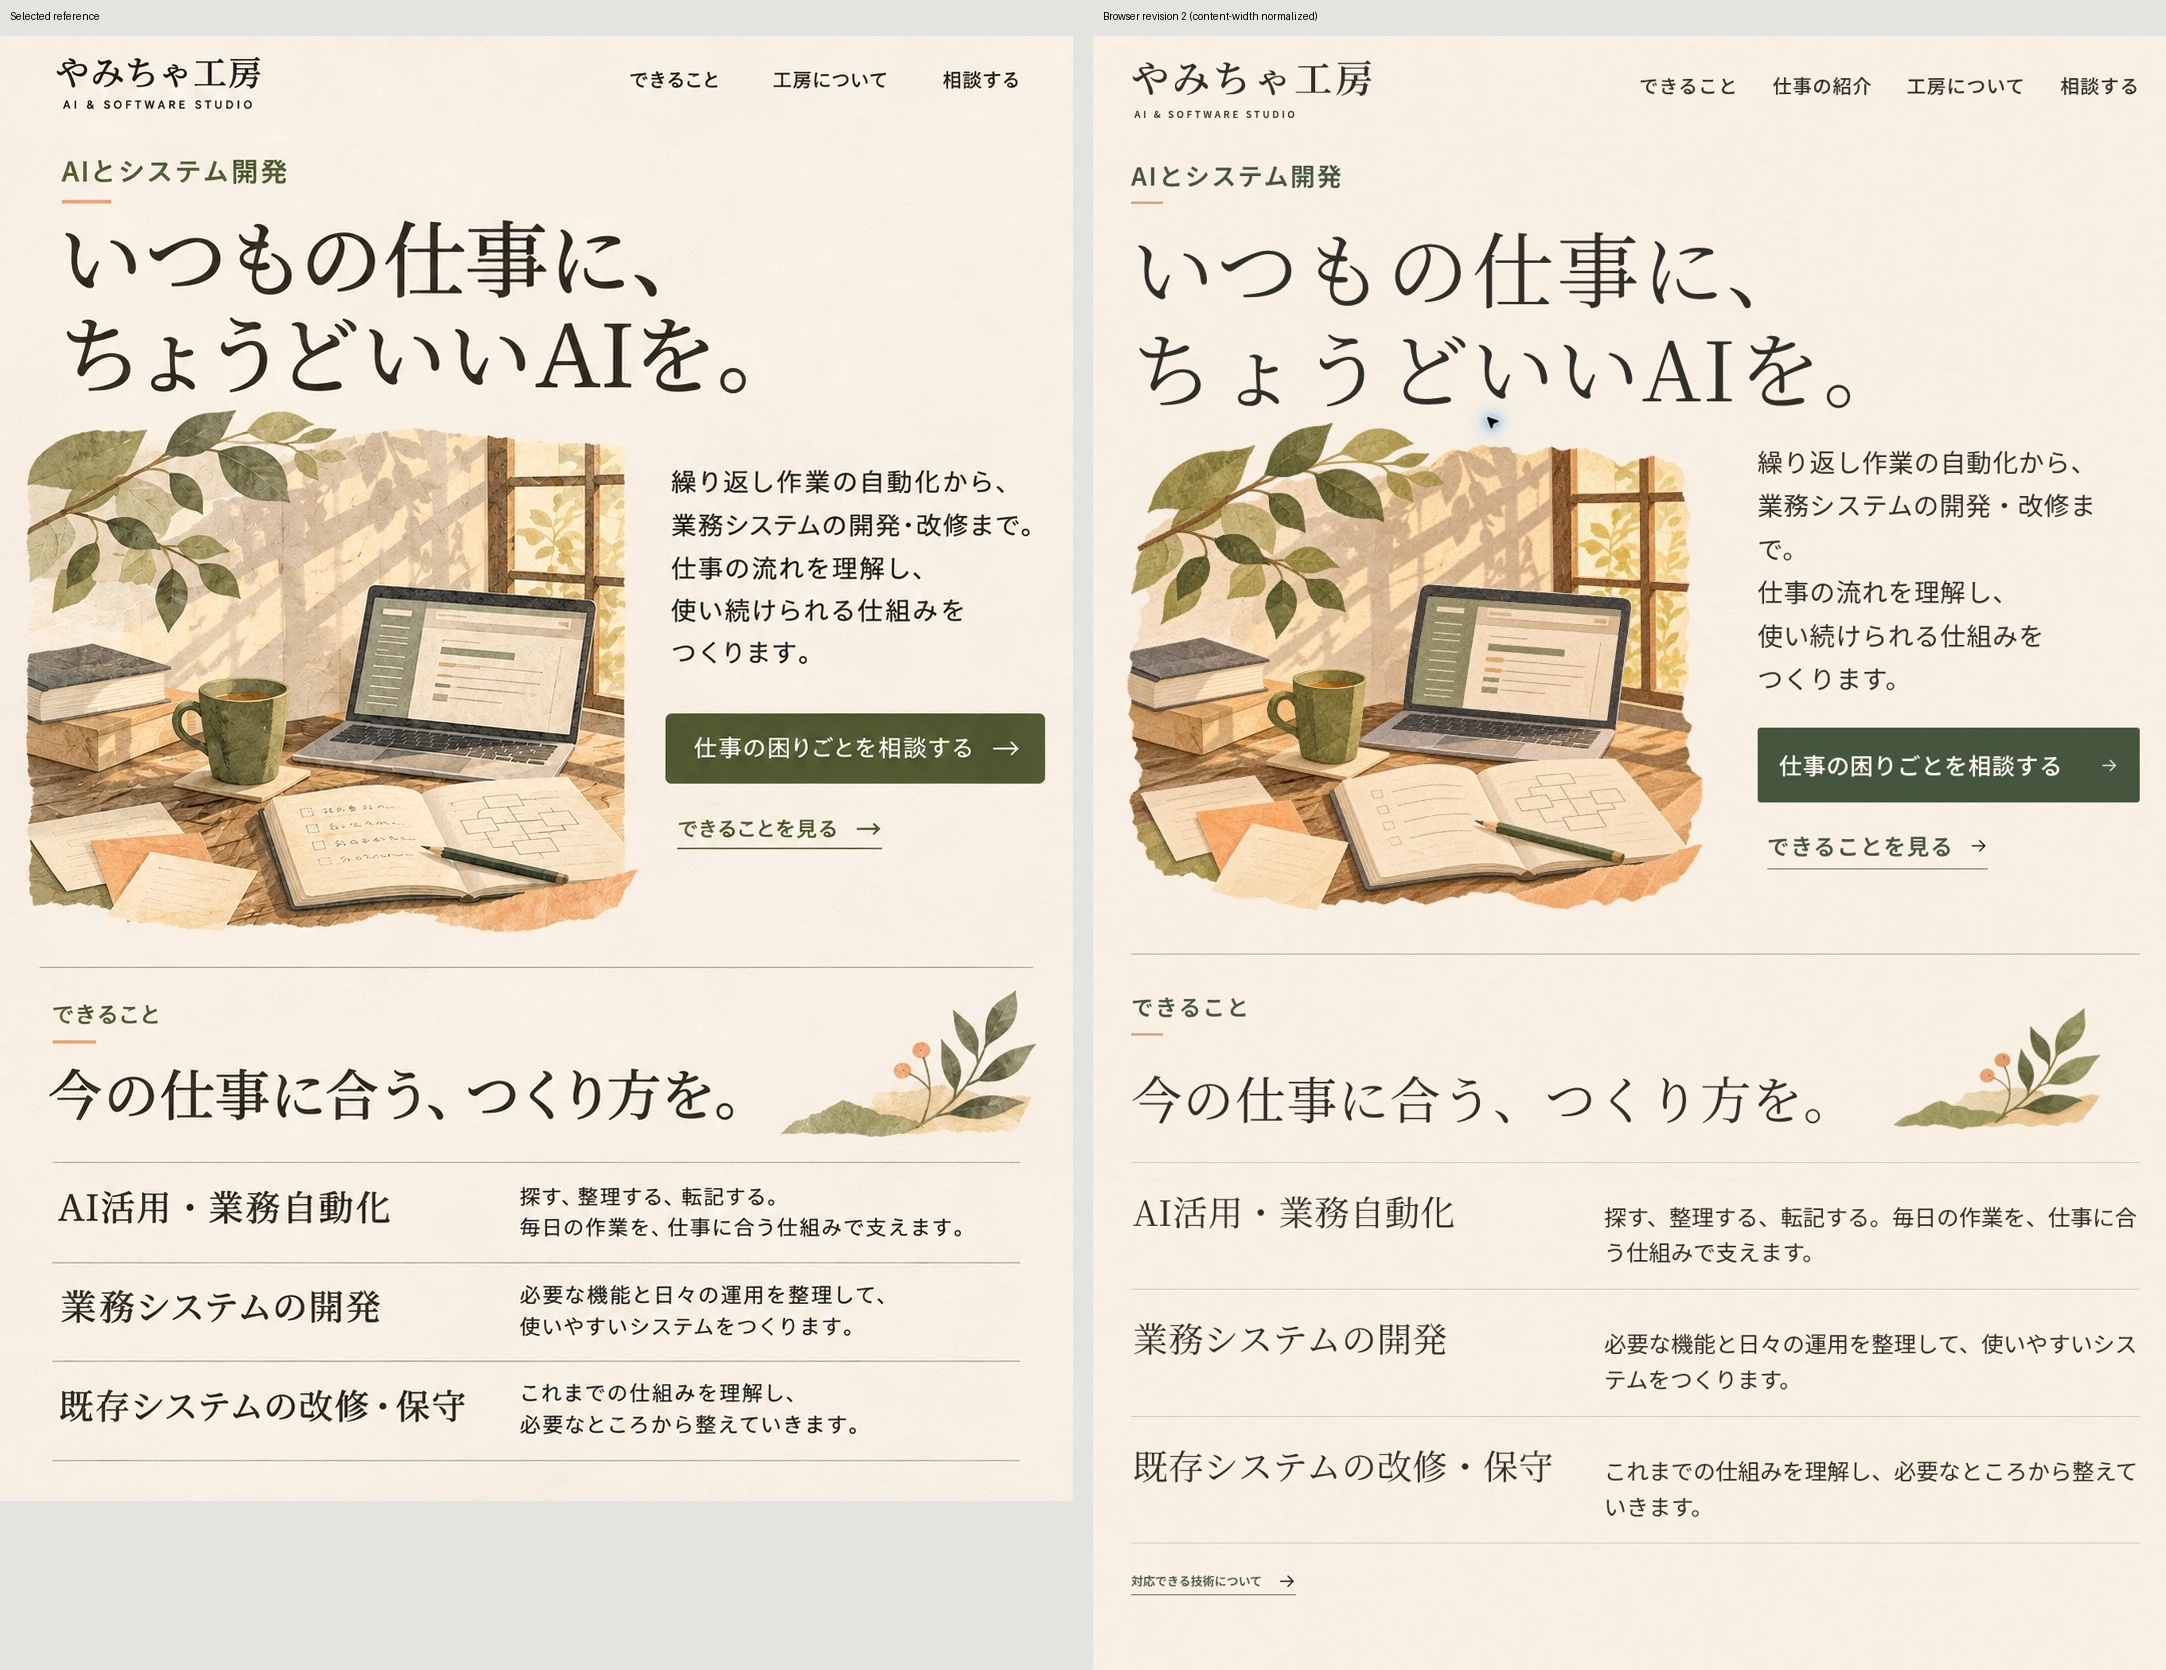 Selected reference
やみちゃ工房
AI & SOFTWARE STUDIO
できること
工房について
相談する
AIとシステム開発
いつもの仕事に、
ちょうどいいAIを。
繰り返し作業の自動化から、
業務システムの開発・改修まで。
仕事の流れを理解し、
使い続けられる仕組みを
つくります。
仕事の困りごとを相談する →
できることを見る →
できること
今の仕事に合う、つくり方を。
AI活用・業務自動化
探す、整理する、転記する。
毎日の作業を、仕事に合う仕組みで支えます。
業務システムの開発
必要な機能と日々の運用を整理して、
使いやすいシステムをつくります。
既存システムの改修・保守
これまでの仕組みを理解し、
必要なところから整えていきます。
Browser revision 2 (content-width normalized)
やみちゃ工房
AI & SOFTWARE STUDIO
できること
仕事の紹介
工房について
相談する
AIとシステム開発
いつもの仕事に、
ちょうどいいAIを。
繰り返し作業の自動化から、
業務システムの開発・改修ま
で。
仕事の流れを理解し、
使い続けられる仕組みを
つくります。
仕事の困りごとを相談する →
できることを見る →
できること
今の仕事に合う、つくり方を。
AI活用・業務自動化
探す、整理する、転記する。毎日の作業を、仕事に合
う仕組みで支えます。
業務システムの開発
必要な機能と日々の運用を整理して、使いやすいシス
テムをつくります。
既存システムの改修・保守
これまでの仕組みを理解し、必要なところから整えて
いきます。
対応できる技術について →